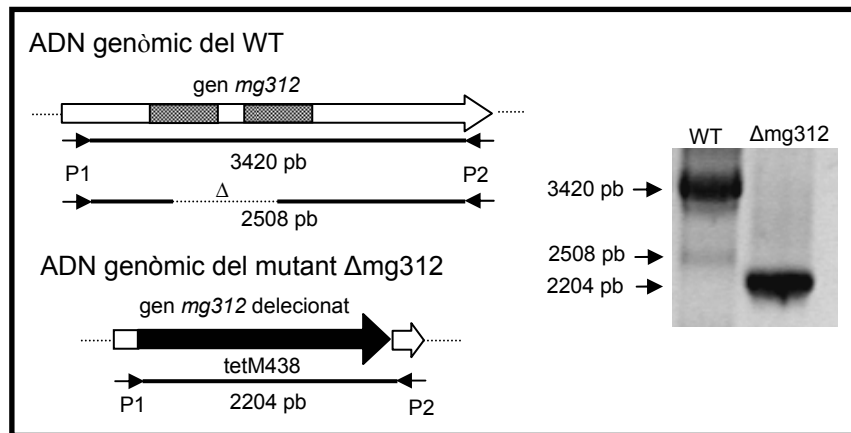 ADN genòmic del WT
gen mg312
3420 pb
P1 P2
Δ
2508 pb
ADN genòmic del mutant Δmg312
gen mg312 delecionat
tetM438
P1 P2
2204 pb
WT Δmg312
3420 pb
2508 pb
2204 pb